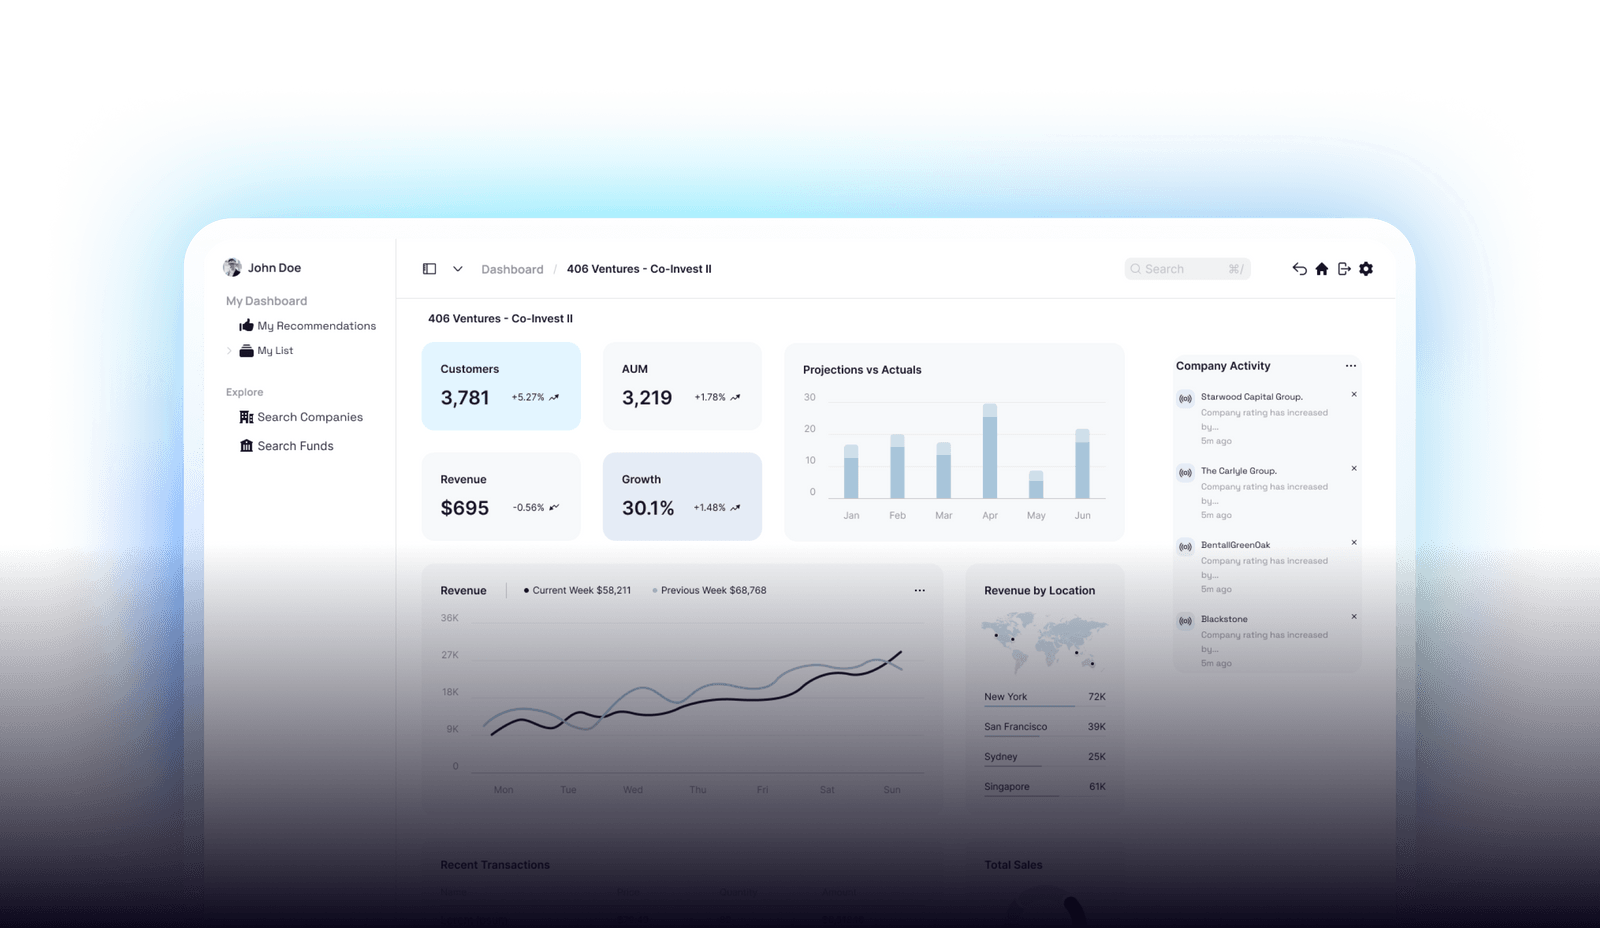 John Doe
My Dashboard
My Recommendations
My List
Explore
Search Companies
Search Funds
Dashboard / 406 Ventures - Co-Invest II
Search ⌘/
406 Ventures - Co-Invest II
Customers
3,781 +5.27%
AUM
3,219 +1.78%
Revenue
$695 -0.56%
Growth
30.1% +1.48%
Projections vs Actuals
30
20
10
0
Jan Feb Mar Apr May Jun
Company Activity
Starwood Capital Group.
Company rating has increased
by...
5m ago
The Carlyle Group.
Company rating has increased
by...
5m ago
BentallGreenOak
Company rating has increased
by...
5m ago
Blackstone
Company rating has increased
by...
5m ago
Revenue
Current Week $58,211 Previous Week $68,768
36K
27K
18K
9K
0
Mon Tue Wed Thu Fri Sat Sun
Revenue by Location
New York 72K
San Francisco 39K
Sydney 25K
Singapore 61K
Recent Transactions
Total Sales